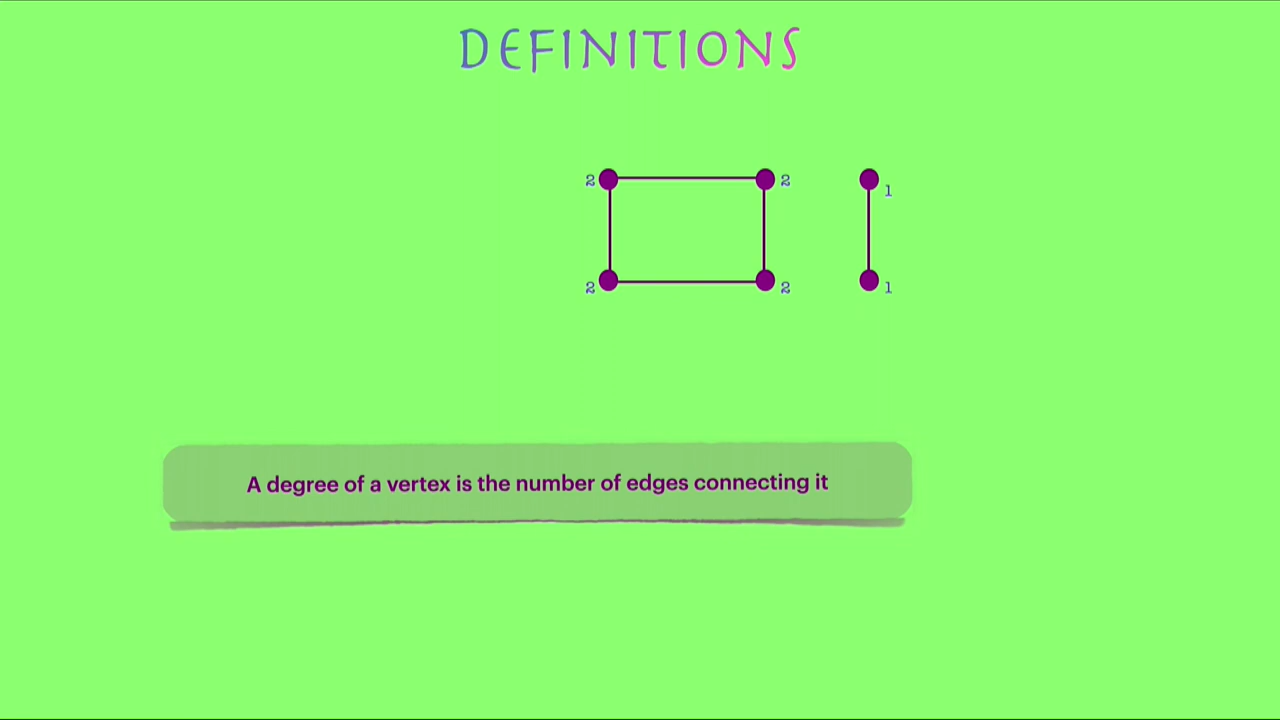 DEFINITIONS
2 2
1
2 2 1
A degree of a vertex is the number of edges connecting it